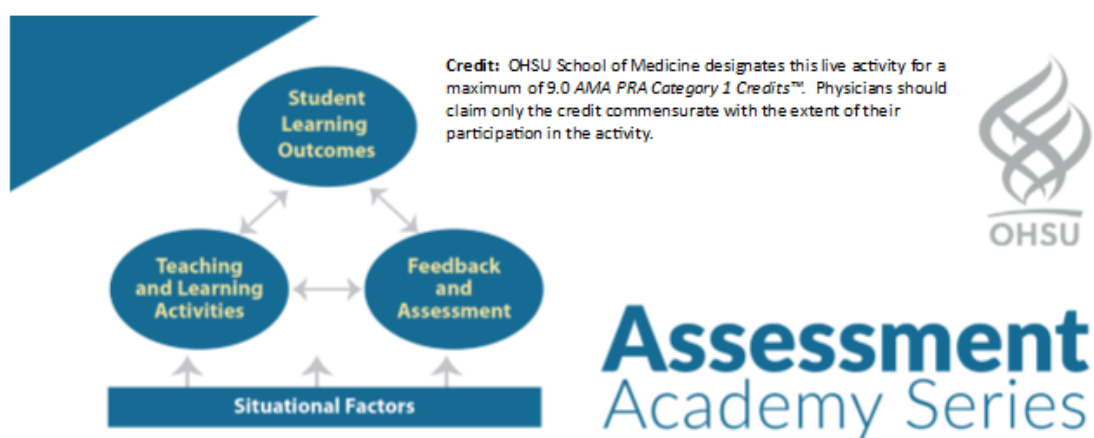 Credit: OHSU School of Medicine designates this live activity for a
maximum of 9.0 AMA PRA Category 1 Credits™. Physicians should
claim only the credit commensurate with the extent of their
participation in the activity.
Student
Learning
Outcomes
OHSU
Teaching
and Learning
Activities
Feedback
and
Assessment
Situational Factors
Assessment
Academy Series